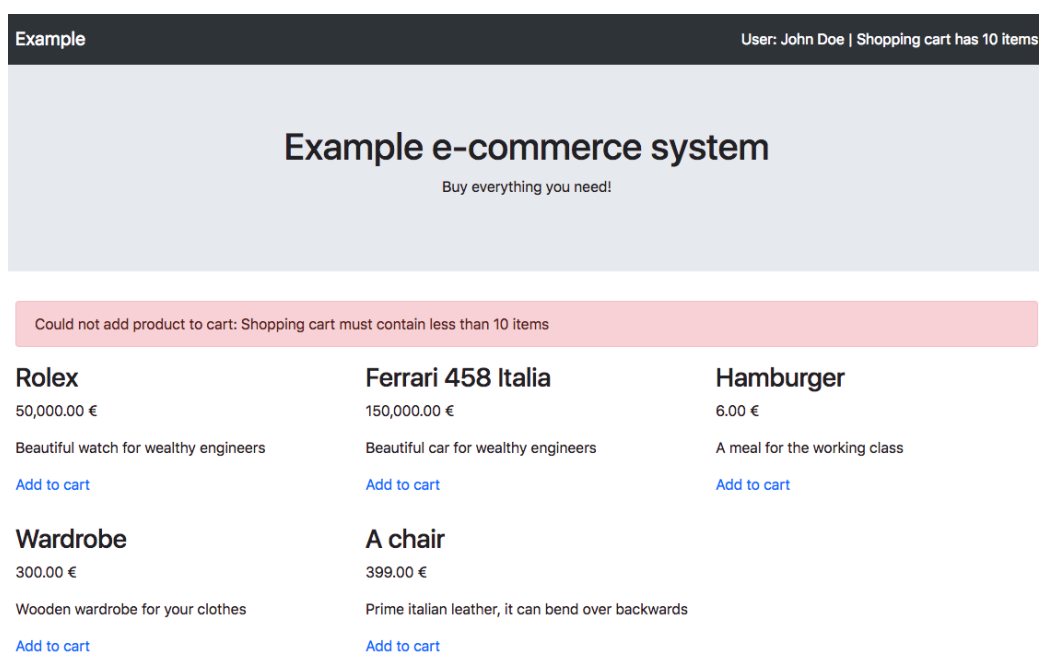 Example
User: John Doe | Shopping cart has 10 items
Example e-commerce system
Buy everything you need!
Could not add product to cart: Shopping cart must contain less than 10 items
Rolex
50,000.00 €
Beautiful watch for wealthy engineers
Add to cart
Ferrari 458 Italia
150,000.00 €
Beautiful car for wealthy engineers
Add to cart
Hamburger
6.00 €
A meal for the working class
Add to cart
Wardrobe
300.00 €
Wooden wardrobe for your clothes
Add to cart
A chair
399.00 €
Prime italian leather, it can bend over backwards
Add to cart